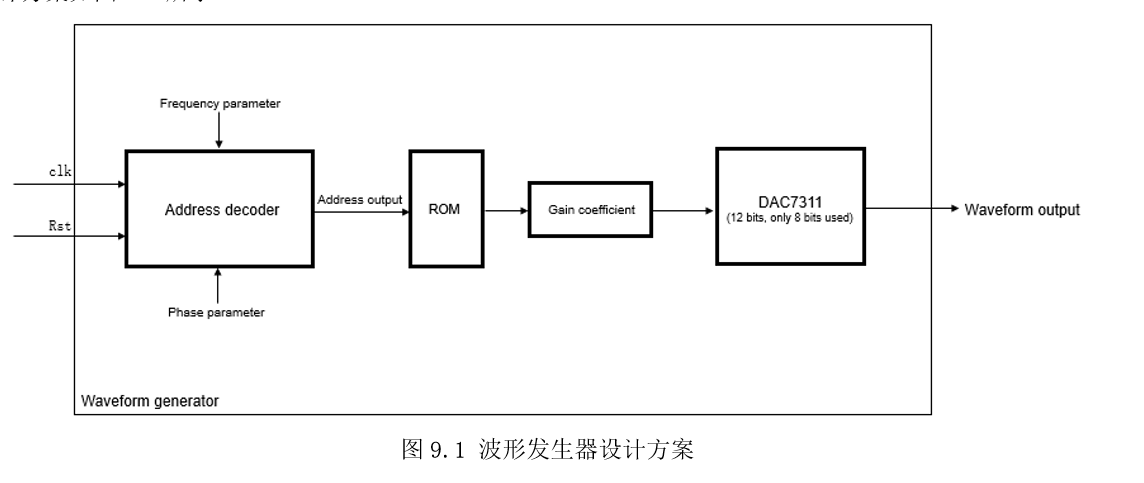 Frequency parameter
clk
Address decoder
Address output
ROM
Gain coefficient
DAC7311
(12 bits, only 8 bits used)
Waveform output
Rst
Phase parameter
Waveform generator
图 9.1 波形发生器设计方案